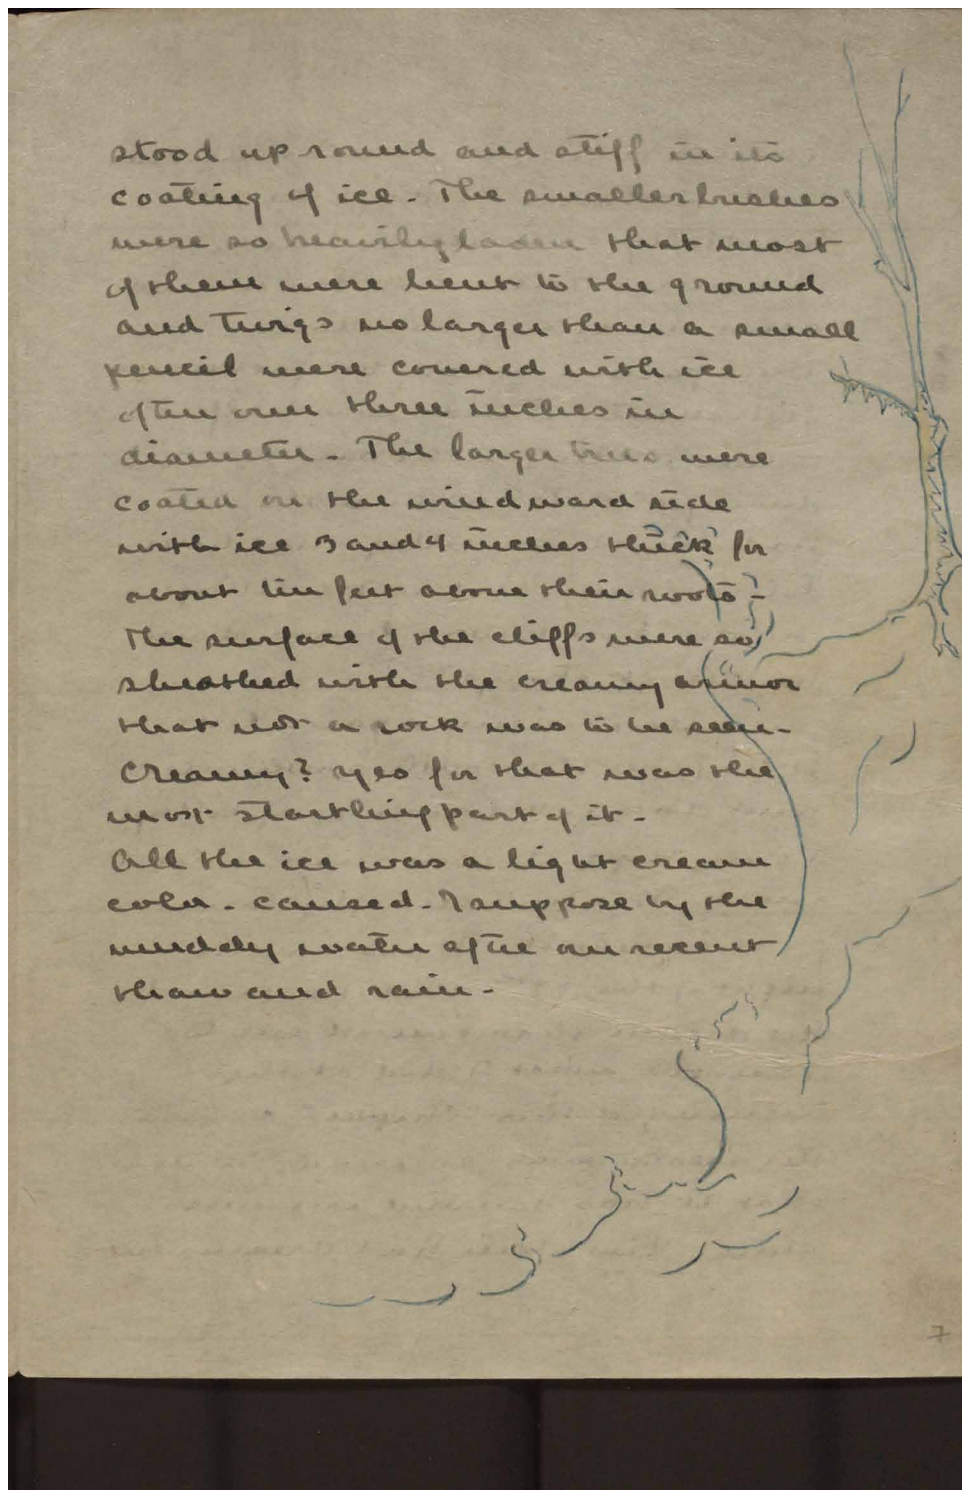 stood up round and stiff in its
coating of ice. The smaller bushes
were so heavily laden that most
of them were bent to the ground
and twigs no larger than a small
pencil were covered with ice
often over three inches in
diameter. The larger trees were
coated on the windward side
with ice 3 and 4 inches thick for
about ten feet above their roots -
The surface of the cliffs were so
sheathed with the creamy armor
that not a rock was to be seen -
Creamy? yes for that was the
most startling part of it -
All the ice was a light cream
color - caused - I suppose by the
muddy water after our recent
thaw and rain -
7